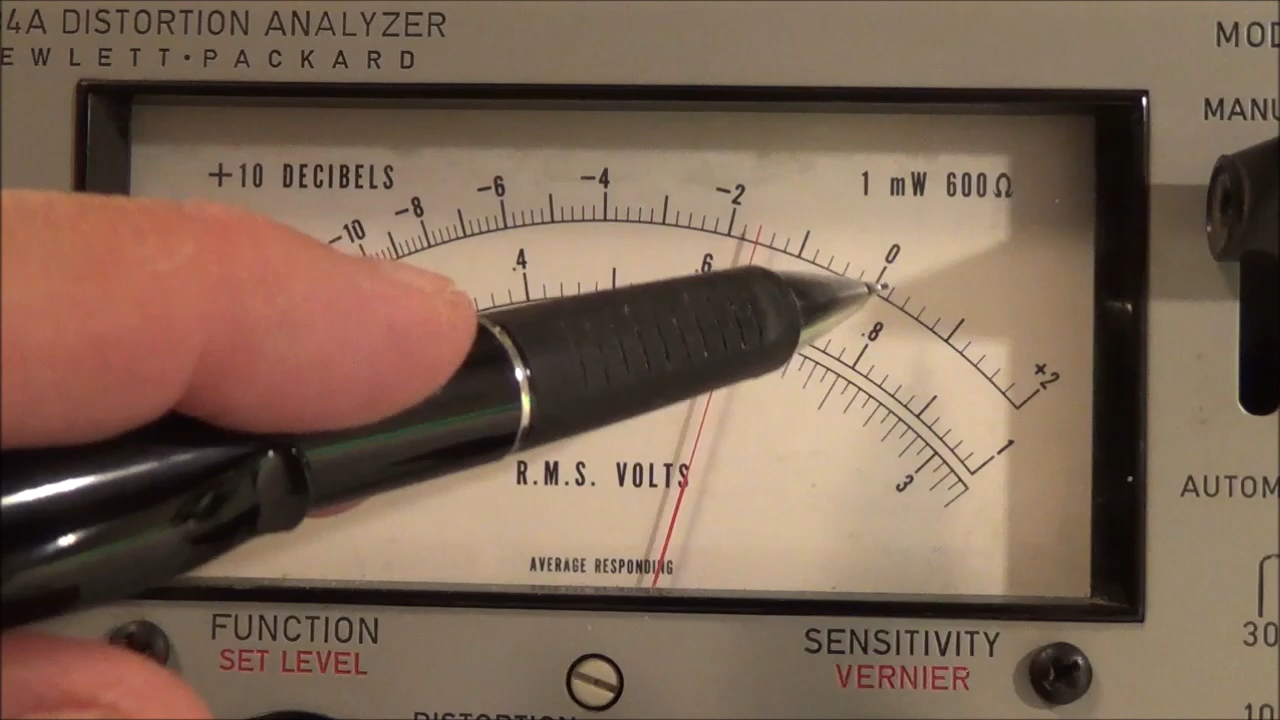 4A DISTORTION ANALYZER
EWLETT•PACKARD
MOD
MANU
+10 DECIBELS
1 mW 600Ω
-10 -8 -6 -4 -2 0 +2
.4 .6 .8 1
3
R.M.S. VOLTS
AVERAGE RESPONDING
AUTOM
FUNCTION
SET LEVEL
SENSITIVITY
VERNIER
30
DISTORTION
10